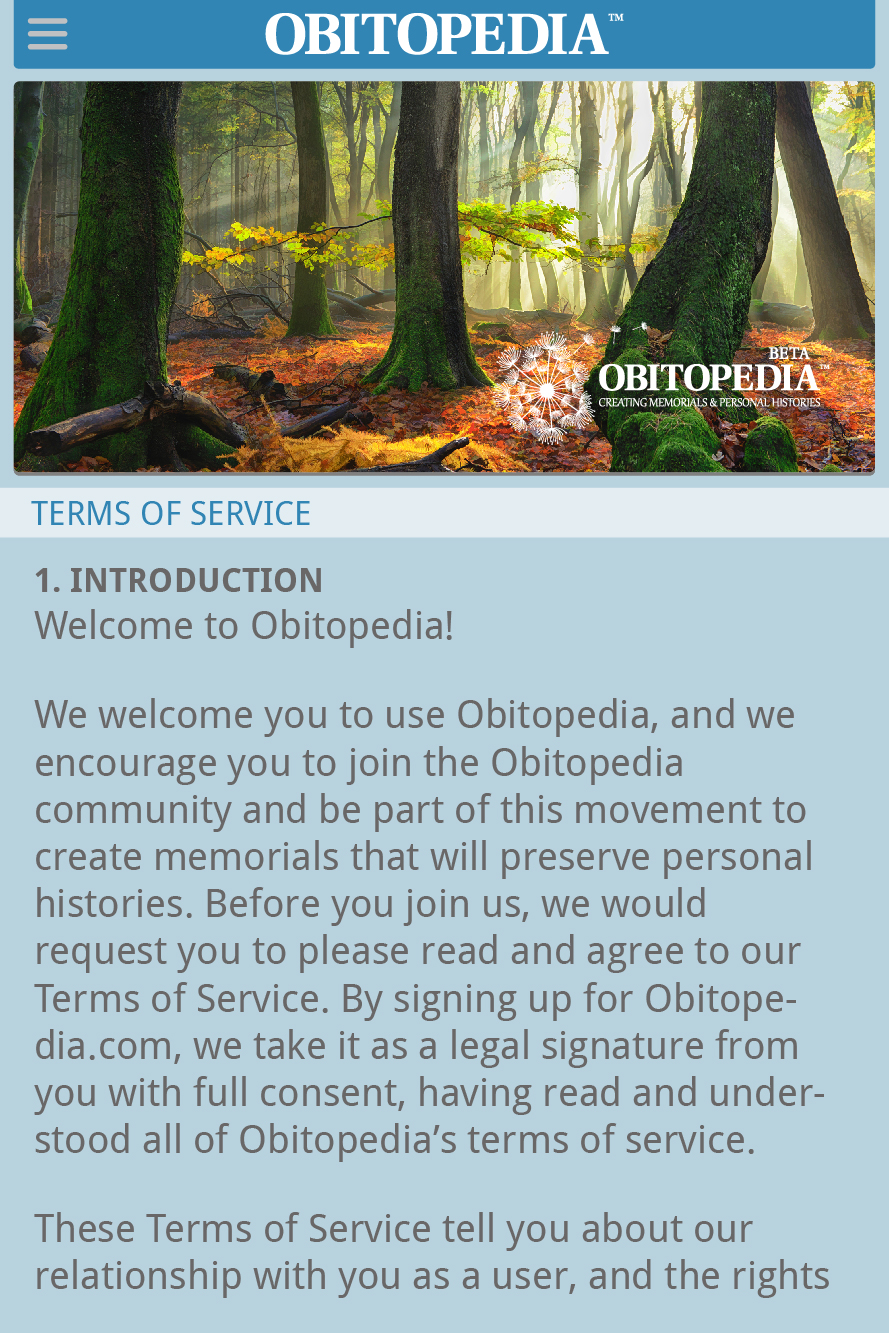 OBITOPEDIA™
BETA
OBITOPEDIA™
CREATING MEMORIALS & PERSONAL HISTORIES
TERMS OF SERVICE
1. INTRODUCTION
Welcome to Obitopedia!
We welcome you to use Obitopedia, and we
encourage you to join the Obitopedia
community and be part of this movement to
create memorials that will preserve personal
histories. Before you join us, we would
request you to please read and agree to our
Terms of Service. By signing up for Obitope-
dia.com, we take it as a legal signature from
you with full consent, having read and under-
stood all of Obitopedia’s terms of service.
These Terms of Service tell you about our
relationship with you as a user, and the rights